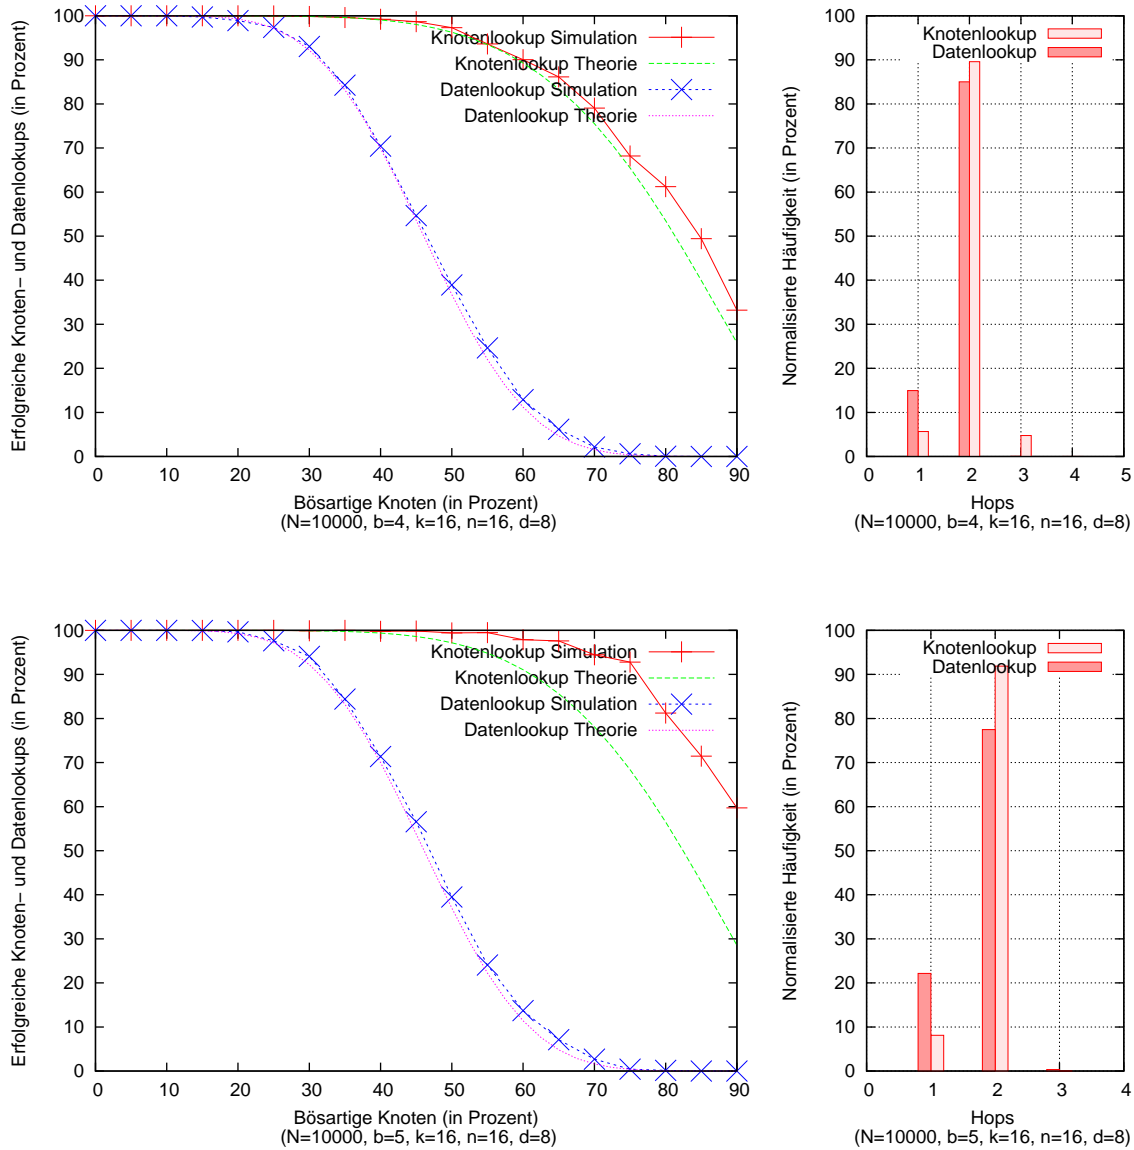 Erfolgreiche Knoten− und Datenlookups (in Prozent)
100
90
80
70
60
50
40
30
20
10
0
Knotenlookup Simulation
Knotenlookup Theorie
Datenlookup Simulation
Datenlookup Theorie
0 10 20 30 40 50 60 70 80 90
Bösartige Knoten (in Prozent)
(N=10000, b=4, k=16, n=16, d=8)
Normalisierte Häufigkeit (in Prozent)
100
90
80
70
60
50
40
30
20
10
0
Knotenlookup
Datenlookup
0 1 2 3 4 5
Hops
(N=10000, b=4, k=16, n=16, d=8)
Erfolgreiche Knoten− und Datenlookups (in Prozent)
100
90
80
70
60
50
40
30
20
10
0
Knotenlookup Simulation
Knotenlookup Theorie
Datenlookup Simulation
Datenlookup Theorie
0 10 20 30 40 50 60 70 80 90
Bösartige Knoten (in Prozent)
(N=10000, b=5, k=16, n=16, d=8)
Normalisierte Häufigkeit (in Prozent)
100
90
80
70
60
50
40
30
20
10
0
Knotenlookup
Datenlookup
0 1 2 3 4
Hops
(N=10000, b=5, k=16, n=16, d=8)